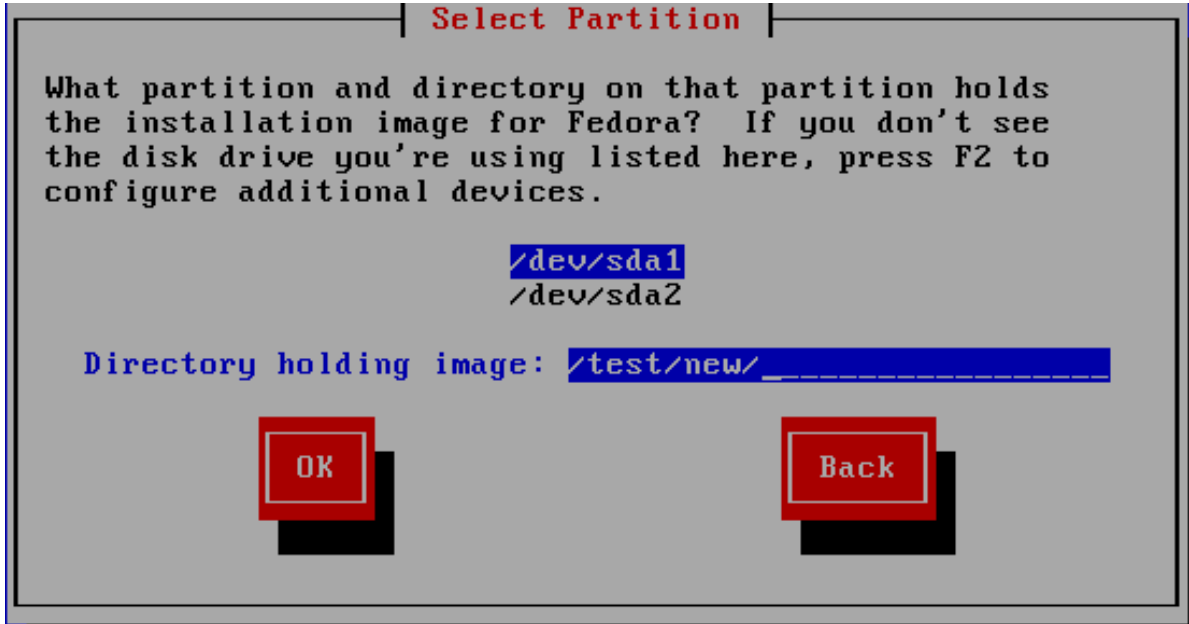 Select Partition
What partition and directory on that partition holds
the installation image for Fedora?  If you don't see
the disk drive you're using listed here, press F2 to
configure additional devices.
/dev/sda1
/dev/sda2
Directory holding image: /test/new/__________________
OK
Back